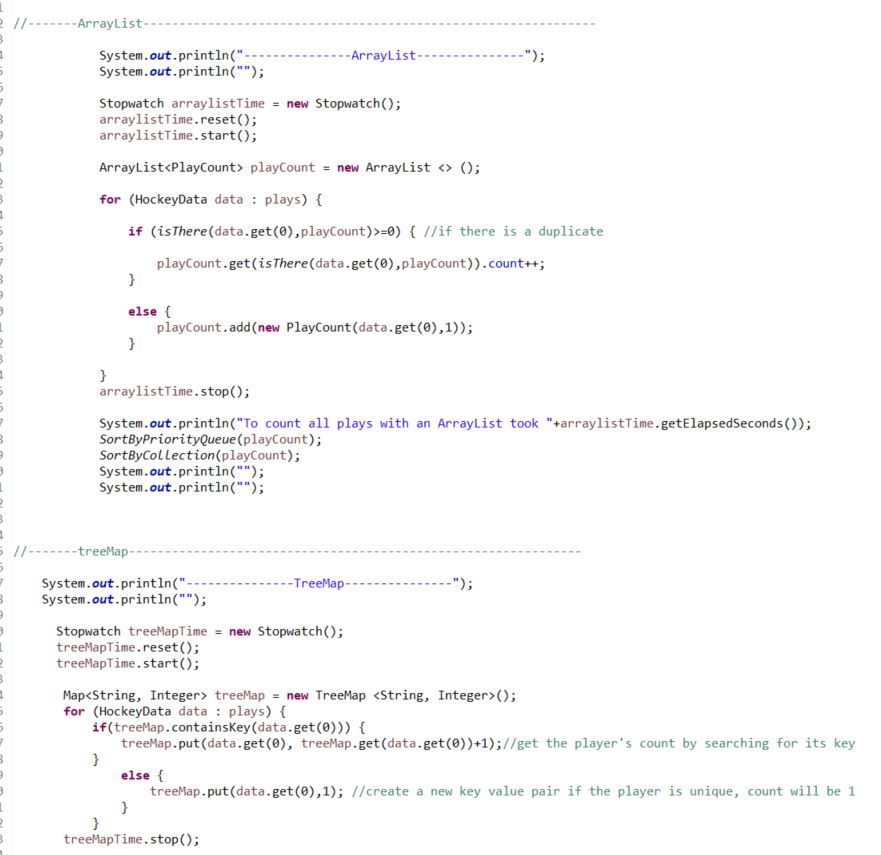 //-------ArrayList---------------------------------------------------------------
System.out.println("---------------ArrayList---------------");
System.out.println("");
Stopwatch arraylistTime = new Stopwatch();
arraylistTime.reset();
arraylistTime.start();
ArrayList<PlayCount> playCount = new ArrayList <> ();
for (HockeyData data : plays) {
if (isThere(data.get(0),playCount)>=0) { //if there is a duplicate
playCount.get(isThere(data.get(0),playCount)).count++;
}
else {
playCount.add(new PlayCount(data.get(0),1));
}
}
arraylistTime.stop();
System.out.println("To count all plays with an ArrayList took "+arraylistTime.getElapsedSeconds());
SortByPriorityQueue(playCount);
SortByCollection(playCount);
System.out.println("");
System.out.println("");
//-------treeMap---------------------------------------------------------------
System.out.println("---------------TreeMap---------------");
System.out.println("");
Stopwatch treeMapTime = new Stopwatch();
treeMapTime.reset();
treeMapTime.start();
Map<String, Integer> treeMap = new TreeMap <String, Integer>();
for (HockeyData data : plays) {
if(treeMap.containsKey(data.get(0))) {
treeMap.put(data.get(0), treeMap.get(data.get(0))+1);//get the player's count by searching for its key
}
else {
treeMap.put(data.get(0),1); //create a new key value pair if the player is unique, count will be 1
}
}
treeMapTime.stop();